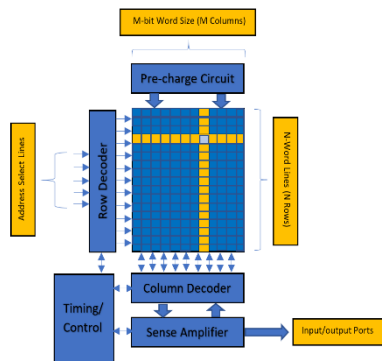 M-bit Word Size (M Columns)
Pre-charge Circuit
Address Select Lines
Row Decoder
N-Word Lines (N Rows)
Timing/
Control
Column Decoder
Sense Amplifier
Input/output Ports